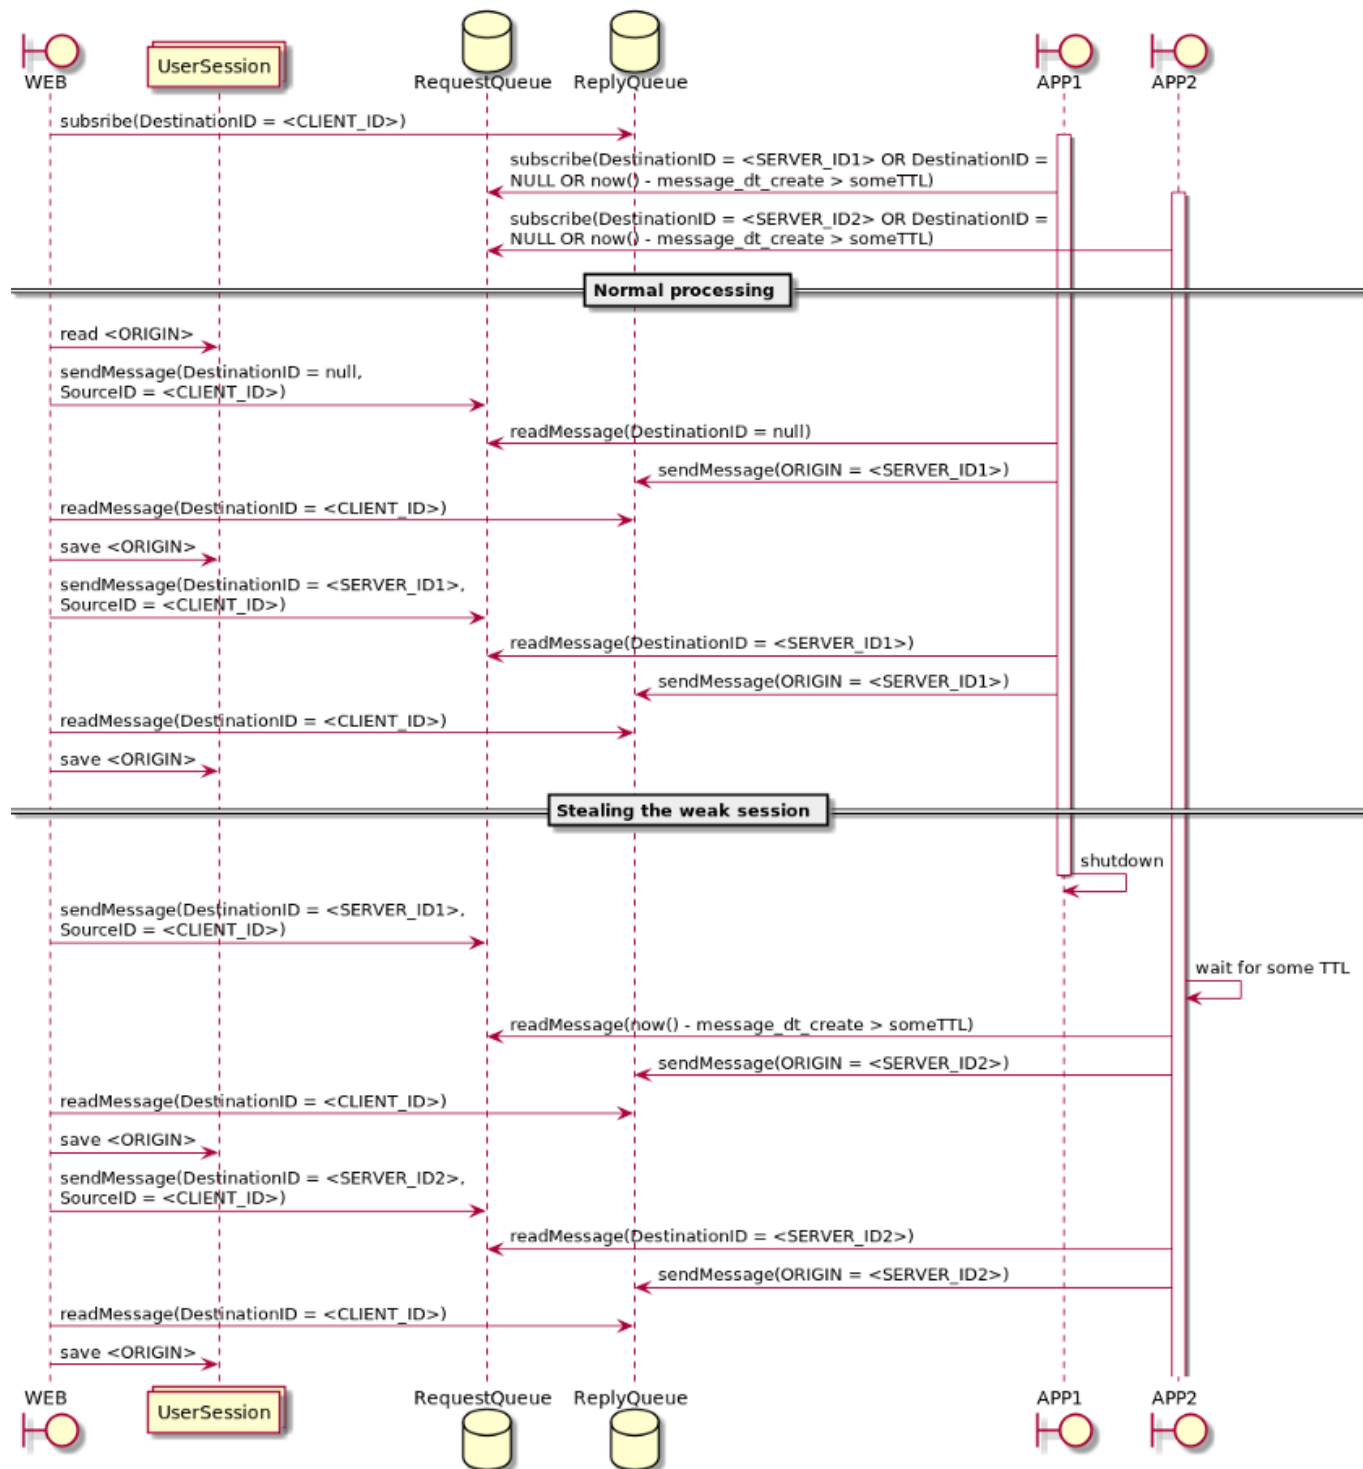 WEB
UserSession
RequestQueue
ReplyQueue
APP1
APP2
subsribe(DestinationID = <CLIENT_ID>)
subscribe(DestinationID = <SERVER_ID1> OR DestinationID =
NULL OR now() - message_dt_create > someTTL)
subscribe(DestinationID = <SERVER_ID2> OR DestinationID =
NULL OR now() - message_dt_create > someTTL)
Normal processing
read <ORIGIN>
sendMessage(DestinationID = null,
SourceID = <CLIENT_ID>)
readMessage(DestinationID = null)
sendMessage(ORIGIN = <SERVER_ID1>)
readMessage(DestinationID = <CLIENT_ID>)
save <ORIGIN>
sendMessage(DestinationID = <SERVER_ID1>,
SourceID = <CLIENT_ID>)
readMessage(DestinationID = <SERVER_ID1>)
sendMessage(ORIGIN = <SERVER_ID1>)
readMessage(DestinationID = <CLIENT_ID>)
save <ORIGIN>
Stealing the weak session
shutdown
sendMessage(DestinationID = <SERVER_ID1>,
SourceID = <CLIENT_ID>)
wait for some TTL
readMessage(now() - message_dt_create > someTTL)
sendMessage(ORIGIN = <SERVER_ID2>)
readMessage(DestinationID = <CLIENT_ID>)
save <ORIGIN>
sendMessage(DestinationID = <SERVER_ID2>,
SourceID = <CLIENT_ID>)
readMessage(DestinationID = <SERVER_ID2>)
sendMessage(ORIGIN = <SERVER_ID2>)
readMessage(DestinationID = <CLIENT_ID>)
save <ORIGIN>
WEB
UserSession
RequestQueue
ReplyQueue
APP1
APP2